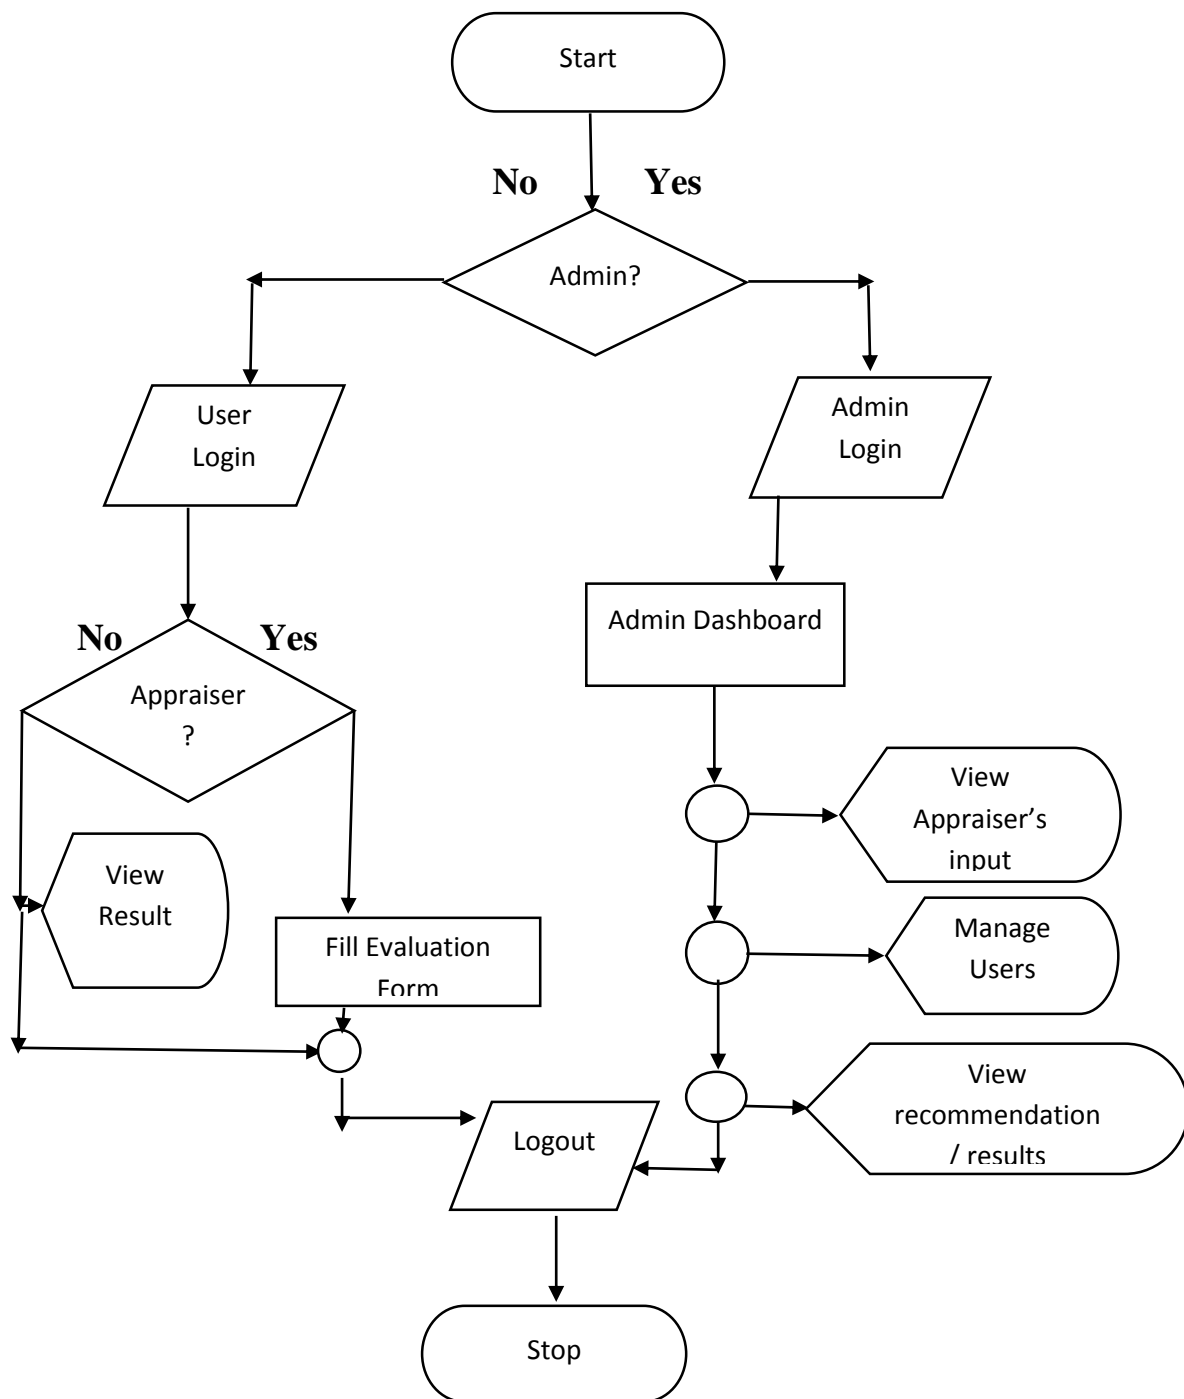 Start
No
Yes
Admin?
User
Login
Admin
Login
Admin Dashboard
No
Yes
Appraiser
?
View
Appraiser's
input
View
Result
Manage
Users
Fill Evaluation
Form
View
recommendation
/ results
Logout
Stop